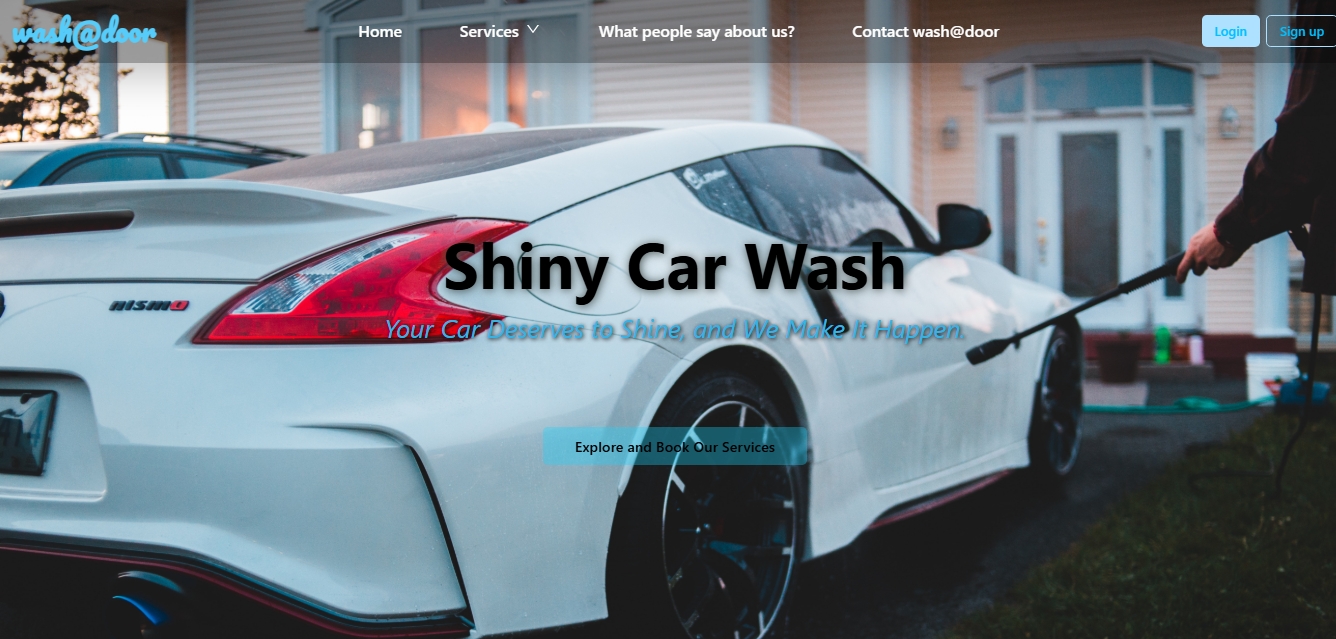 wash@door
Home
Services
What people say about us?
Contact wash@door
Login
Sign up
nismo
Shiny Car Wash
Your Car Deserves to Shine, and We Make It Happen.
Explore and Book Our Services